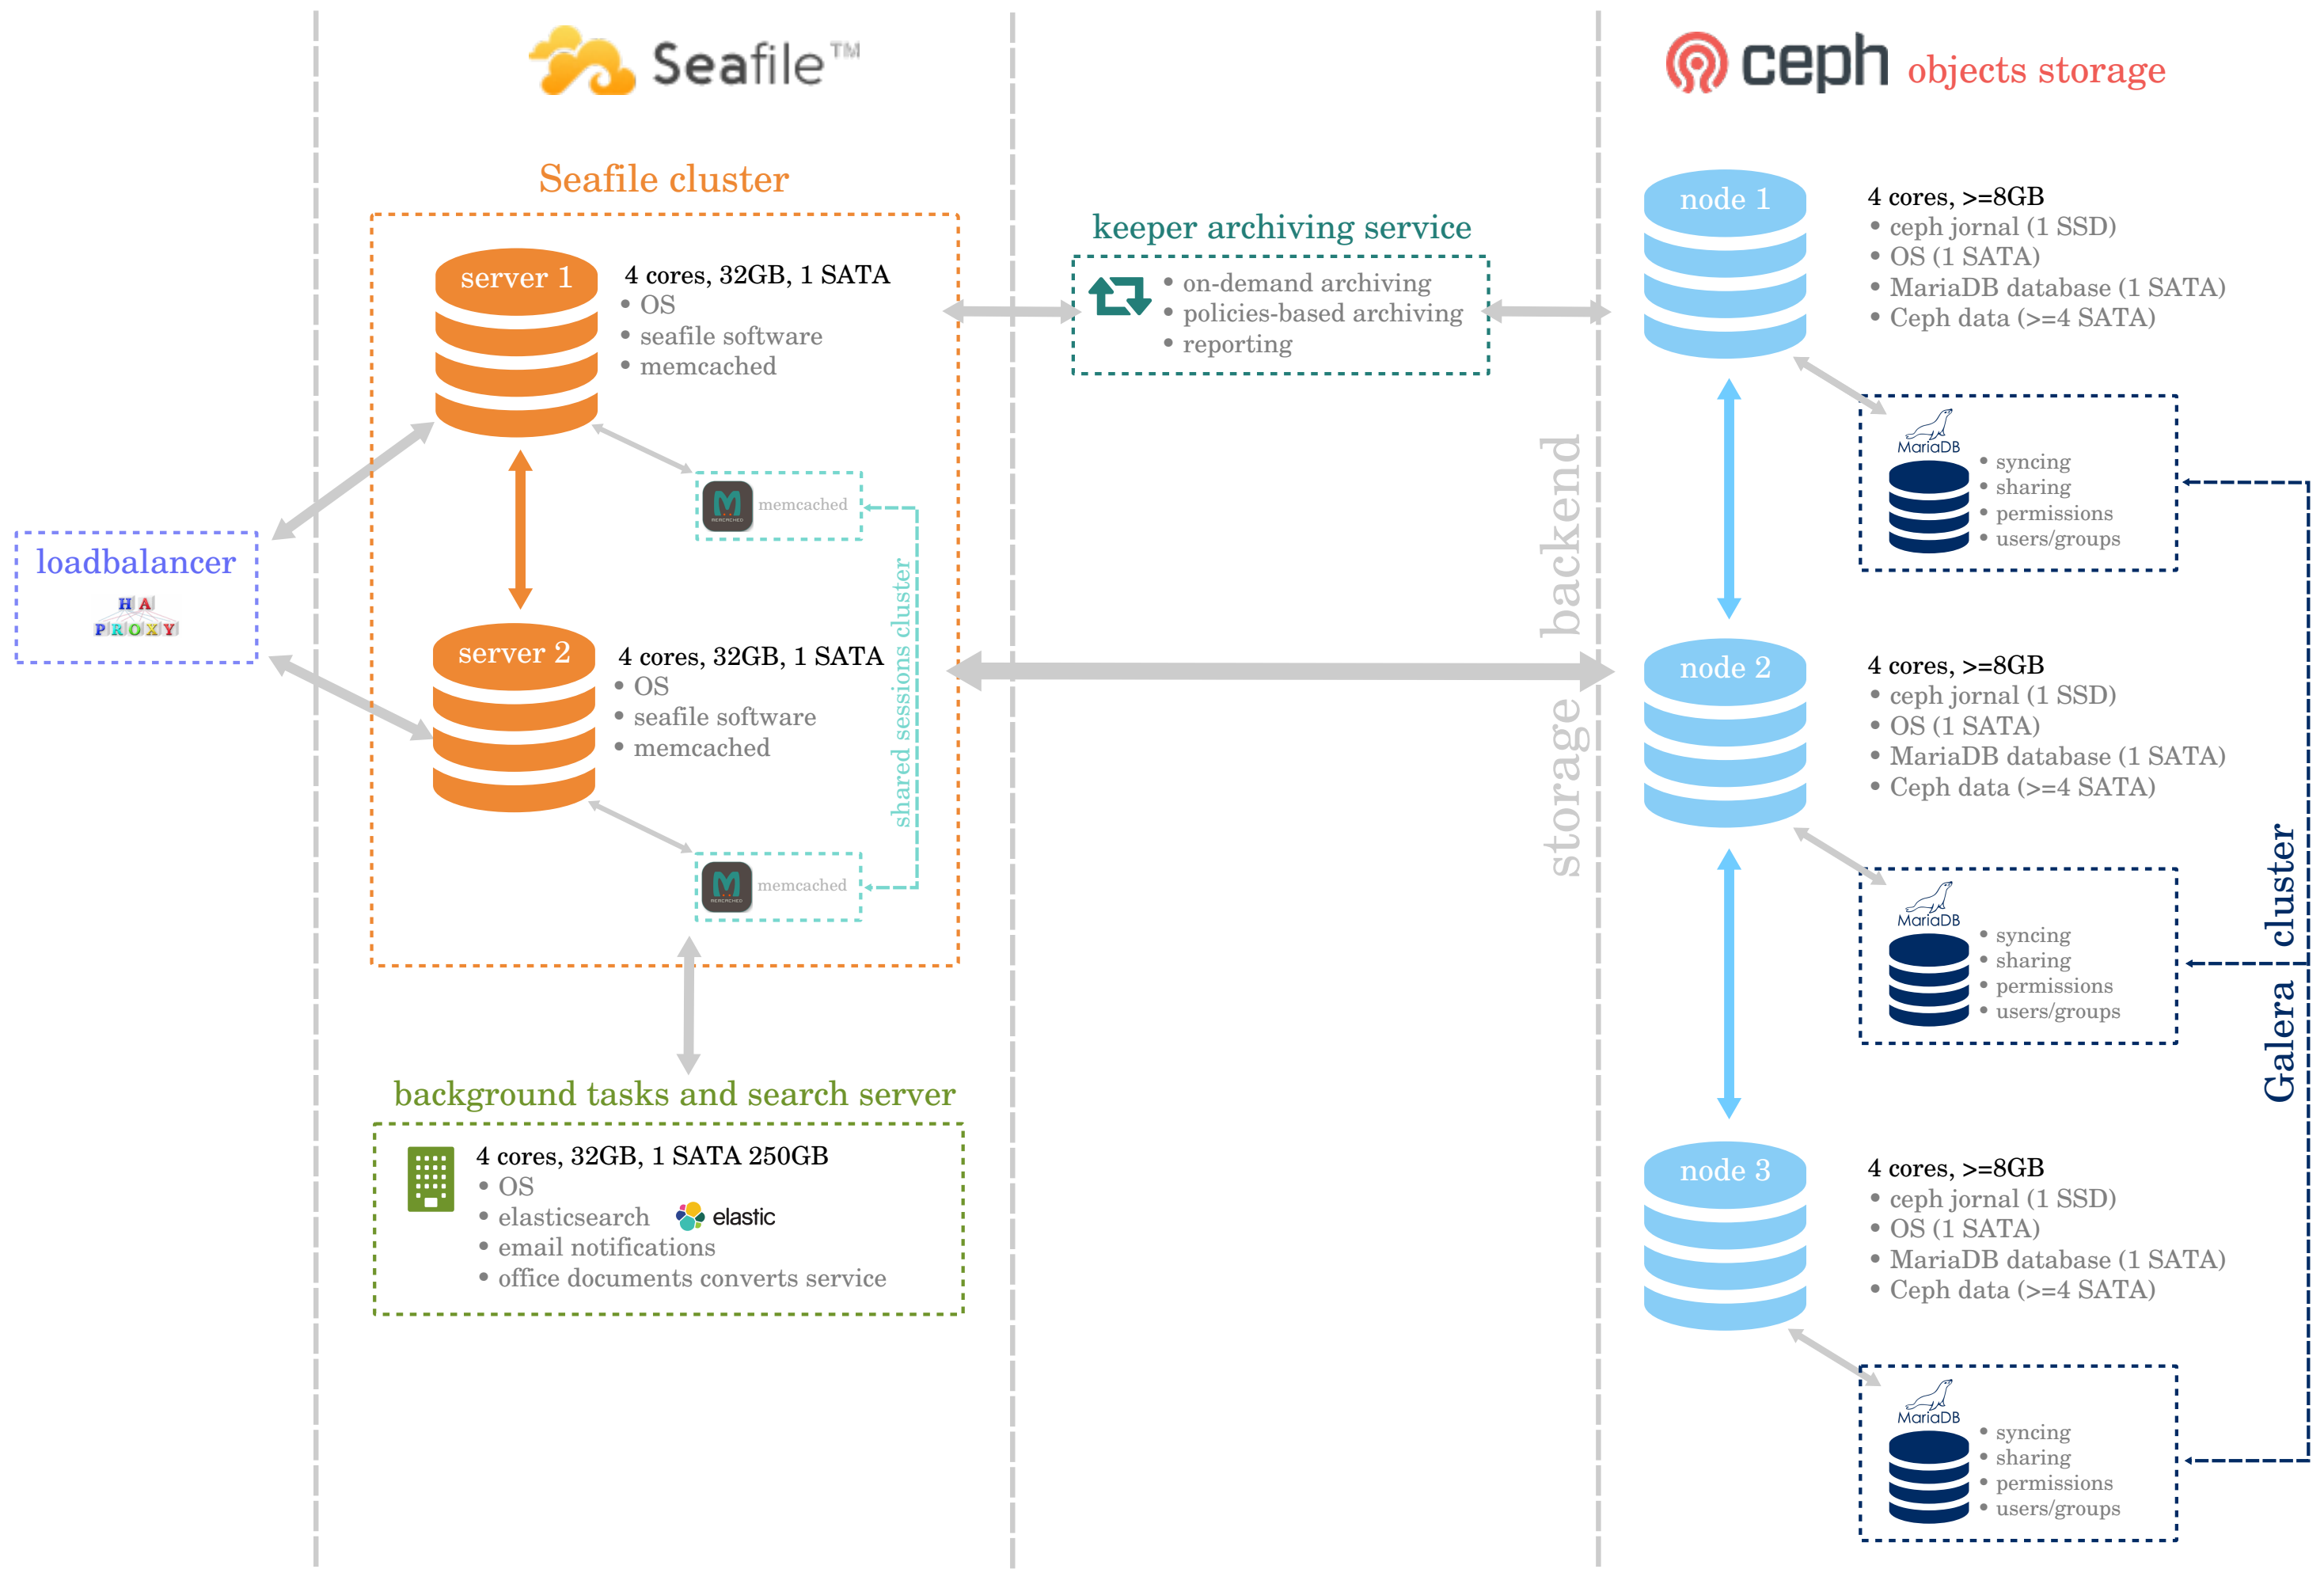 Seafile™
ceph objects storage
Seafile cluster
server 1
4 cores, 32GB, 1 SATA
• OS
• seafile software
• memcached
MEMCACHED
memcached
shared sessions cluster
server 2
4 cores, 32GB, 1 SATA
• OS
• seafile software
• memcached
MEMCACHED
memcached
loadbalancer
HA
PROXY
background tasks and search server
4 cores, 32GB, 1 SATA 250GB
• OS
• elasticsearch
elastic
• email notifications
• office documents converts service
keeper archiving service
• on-demand archiving
• policies-based archiving
• reporting
storage backend
node 1
4 cores, >=8GB
• ceph jornal (1 SSD)
• OS (1 SATA)
• MariaDB database (1 SATA)
• Ceph data (>=4 SATA)
MariaDB
• syncing
• sharing
• permissions
• users/groups
node 2
4 cores, >=8GB
• ceph jornal (1 SSD)
• OS (1 SATA)
• MariaDB database (1 SATA)
• Ceph data (>=4 SATA)
MariaDB
• syncing
• sharing
• permissions
• users/groups
node 3
4 cores, >=8GB
• ceph jornal (1 SSD)
• OS (1 SATA)
• MariaDB database (1 SATA)
• Ceph data (>=4 SATA)
MariaDB
• syncing
• sharing
• permissions
• users/groups
Galera cluster